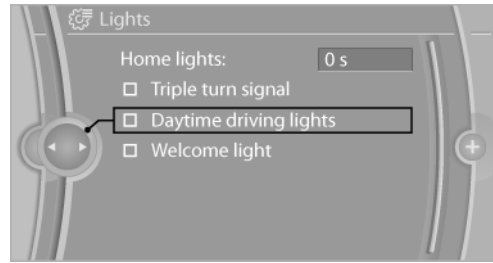 Lights
Home lights: 0 s
Triple turn signal
Daytime driving lights
Welcome light